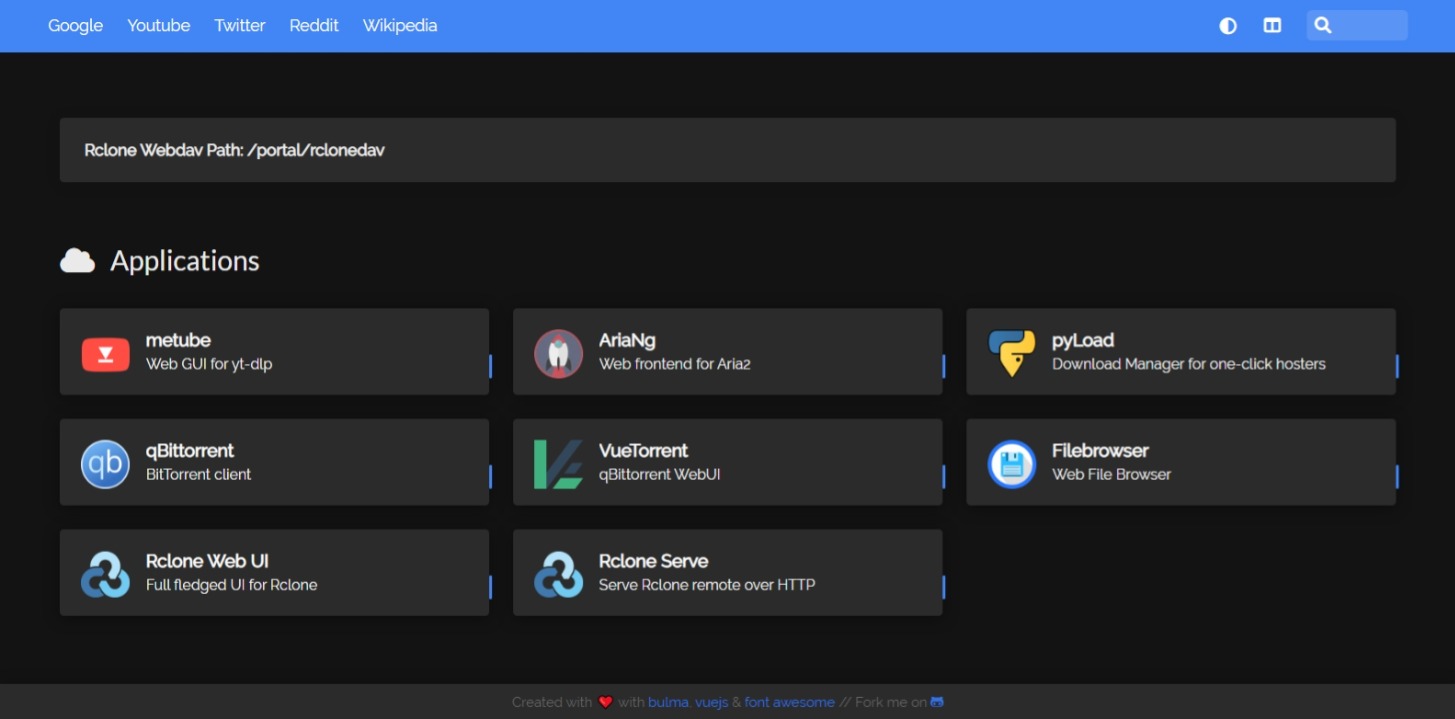 Google Youtube Twitter Reddit Wikipedia
Rclone Webdav Path: /portal/rclonedav
Applications
metube
Web GUI for yt-dlp
AriaNg
Web frontend for Aria2
pyLoad
Download Manager for one-click hosters
qb
qBittorrent
BitTorrent client
VueTorrent
qBittorrent WebUI
Filebrowser
Web File Browser
Rclone Web UI
Full fledged UI for Rclone
Rclone Serve
Serve Rclone remote over HTTP
Created with ❤️ with bulma, vuejs & font awesome // Fork me on